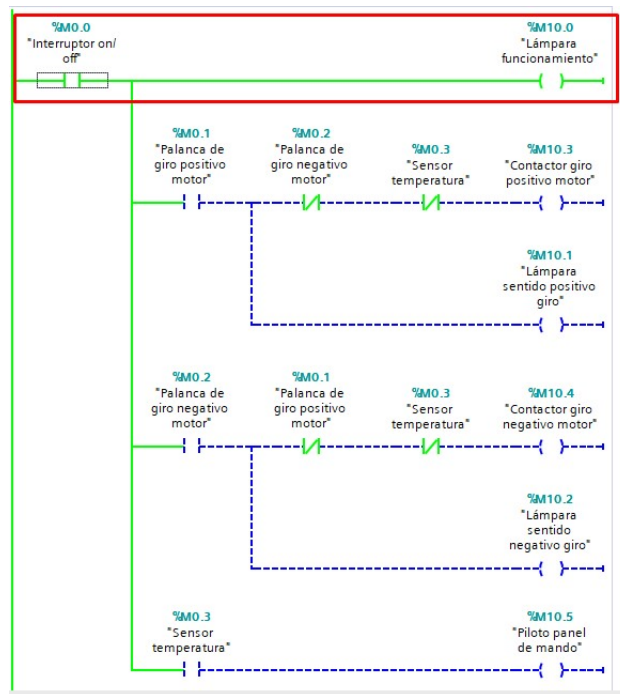 %M0.0
"Interruptor on/
off"
%M10.0
"Lámpara
funcionamiento"
%M0.1
"Palanca de
giro positivo
motor"
%M0.2
"Palanca de
giro negativo
motor"
%M0.3
"Sensor
temperatura"
%M10.3
"Contactor giro
positivo motor"
%M10.1
"Lámpara
sentido positivo
giro"
%M0.2
"Palanca de
giro negativo
motor"
%M0.1
"Palanca de
giro positivo
motor"
%M0.3
"Sensor
temperatura"
%M10.4
"Contactor giro
negativo motor"
%M10.2
"Lámpara
sentido
negativo giro"
%M0.3
"Sensor
temperatura"
%M10.5
"Piloto panel
de mando"